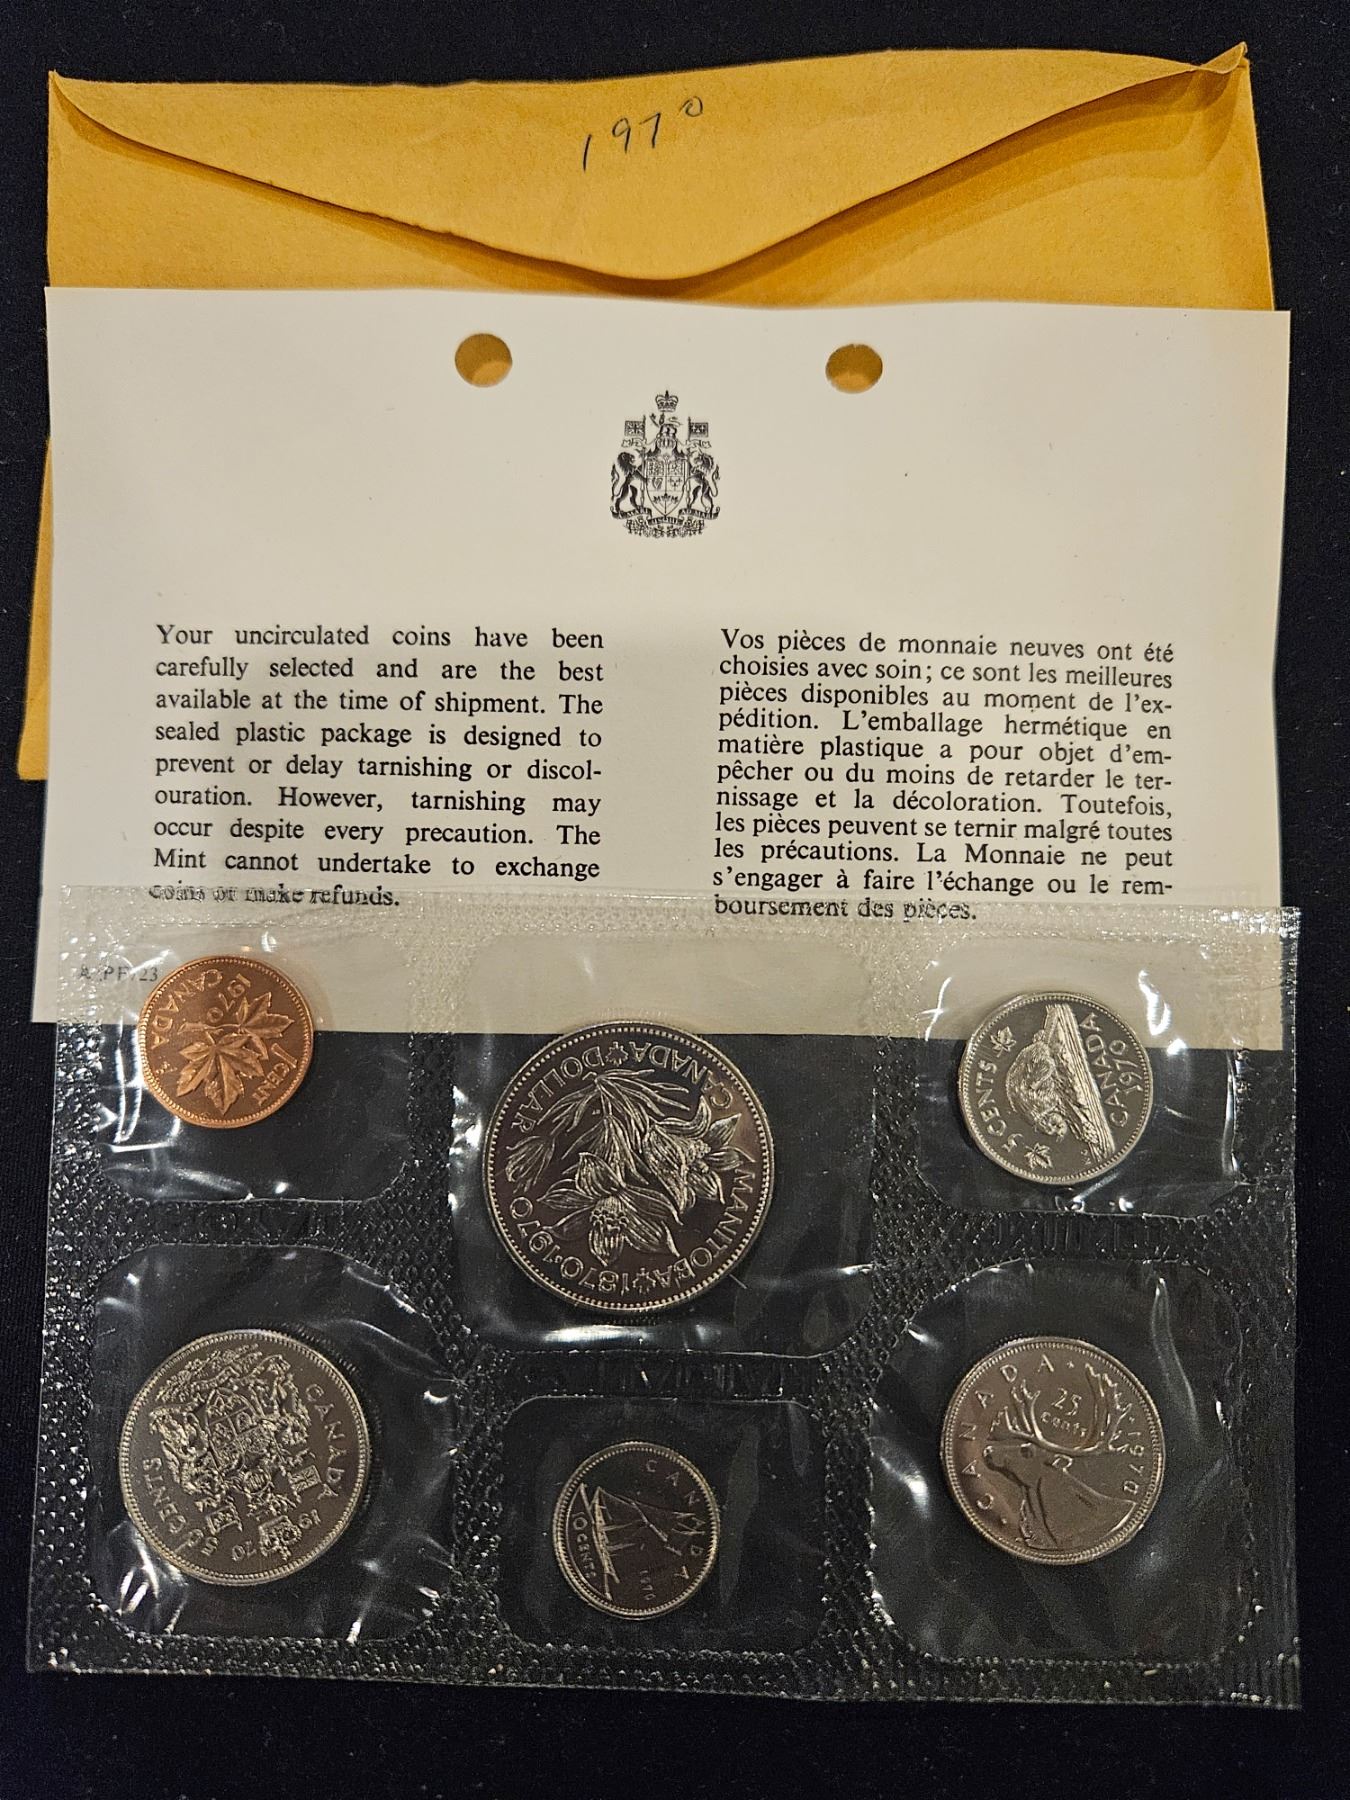 1970
Your uncirculated coins have been
carefully selected and are the best
available at the time of shipment. The
sealed plastic package is designed to
prevent or delay tarnishing or discol-
ouration. However, tarnishing may
occur despite every precaution. The
Mint cannot undertake to exchange
coins or make refunds.
Vos pièces de monnaie neuves ont été
choisies avec soin; ce sont les meilleures
pièces disponibles au moment de l'ex-
pédition. L'emballage hermétique en
matière plastique a pour objet d'em-
pêcher ou du moins de retarder le ter-
nissage et la décoloration. Toutefois,
les pièces peuvent se ternir malgré toutes
les précautions. La Monnaie ne peut
s'engager à faire l'échange ou le rem-
boursement des pièces.
1 CENT
CANADA
1970
CANADA DOLLAR
MANITOBA 1870·1970
5 CENTS
CANADA
1970
CANADA
50 CENTS
1970
CANADA
10 CENTS
1970
CANADA
25
cents
1970